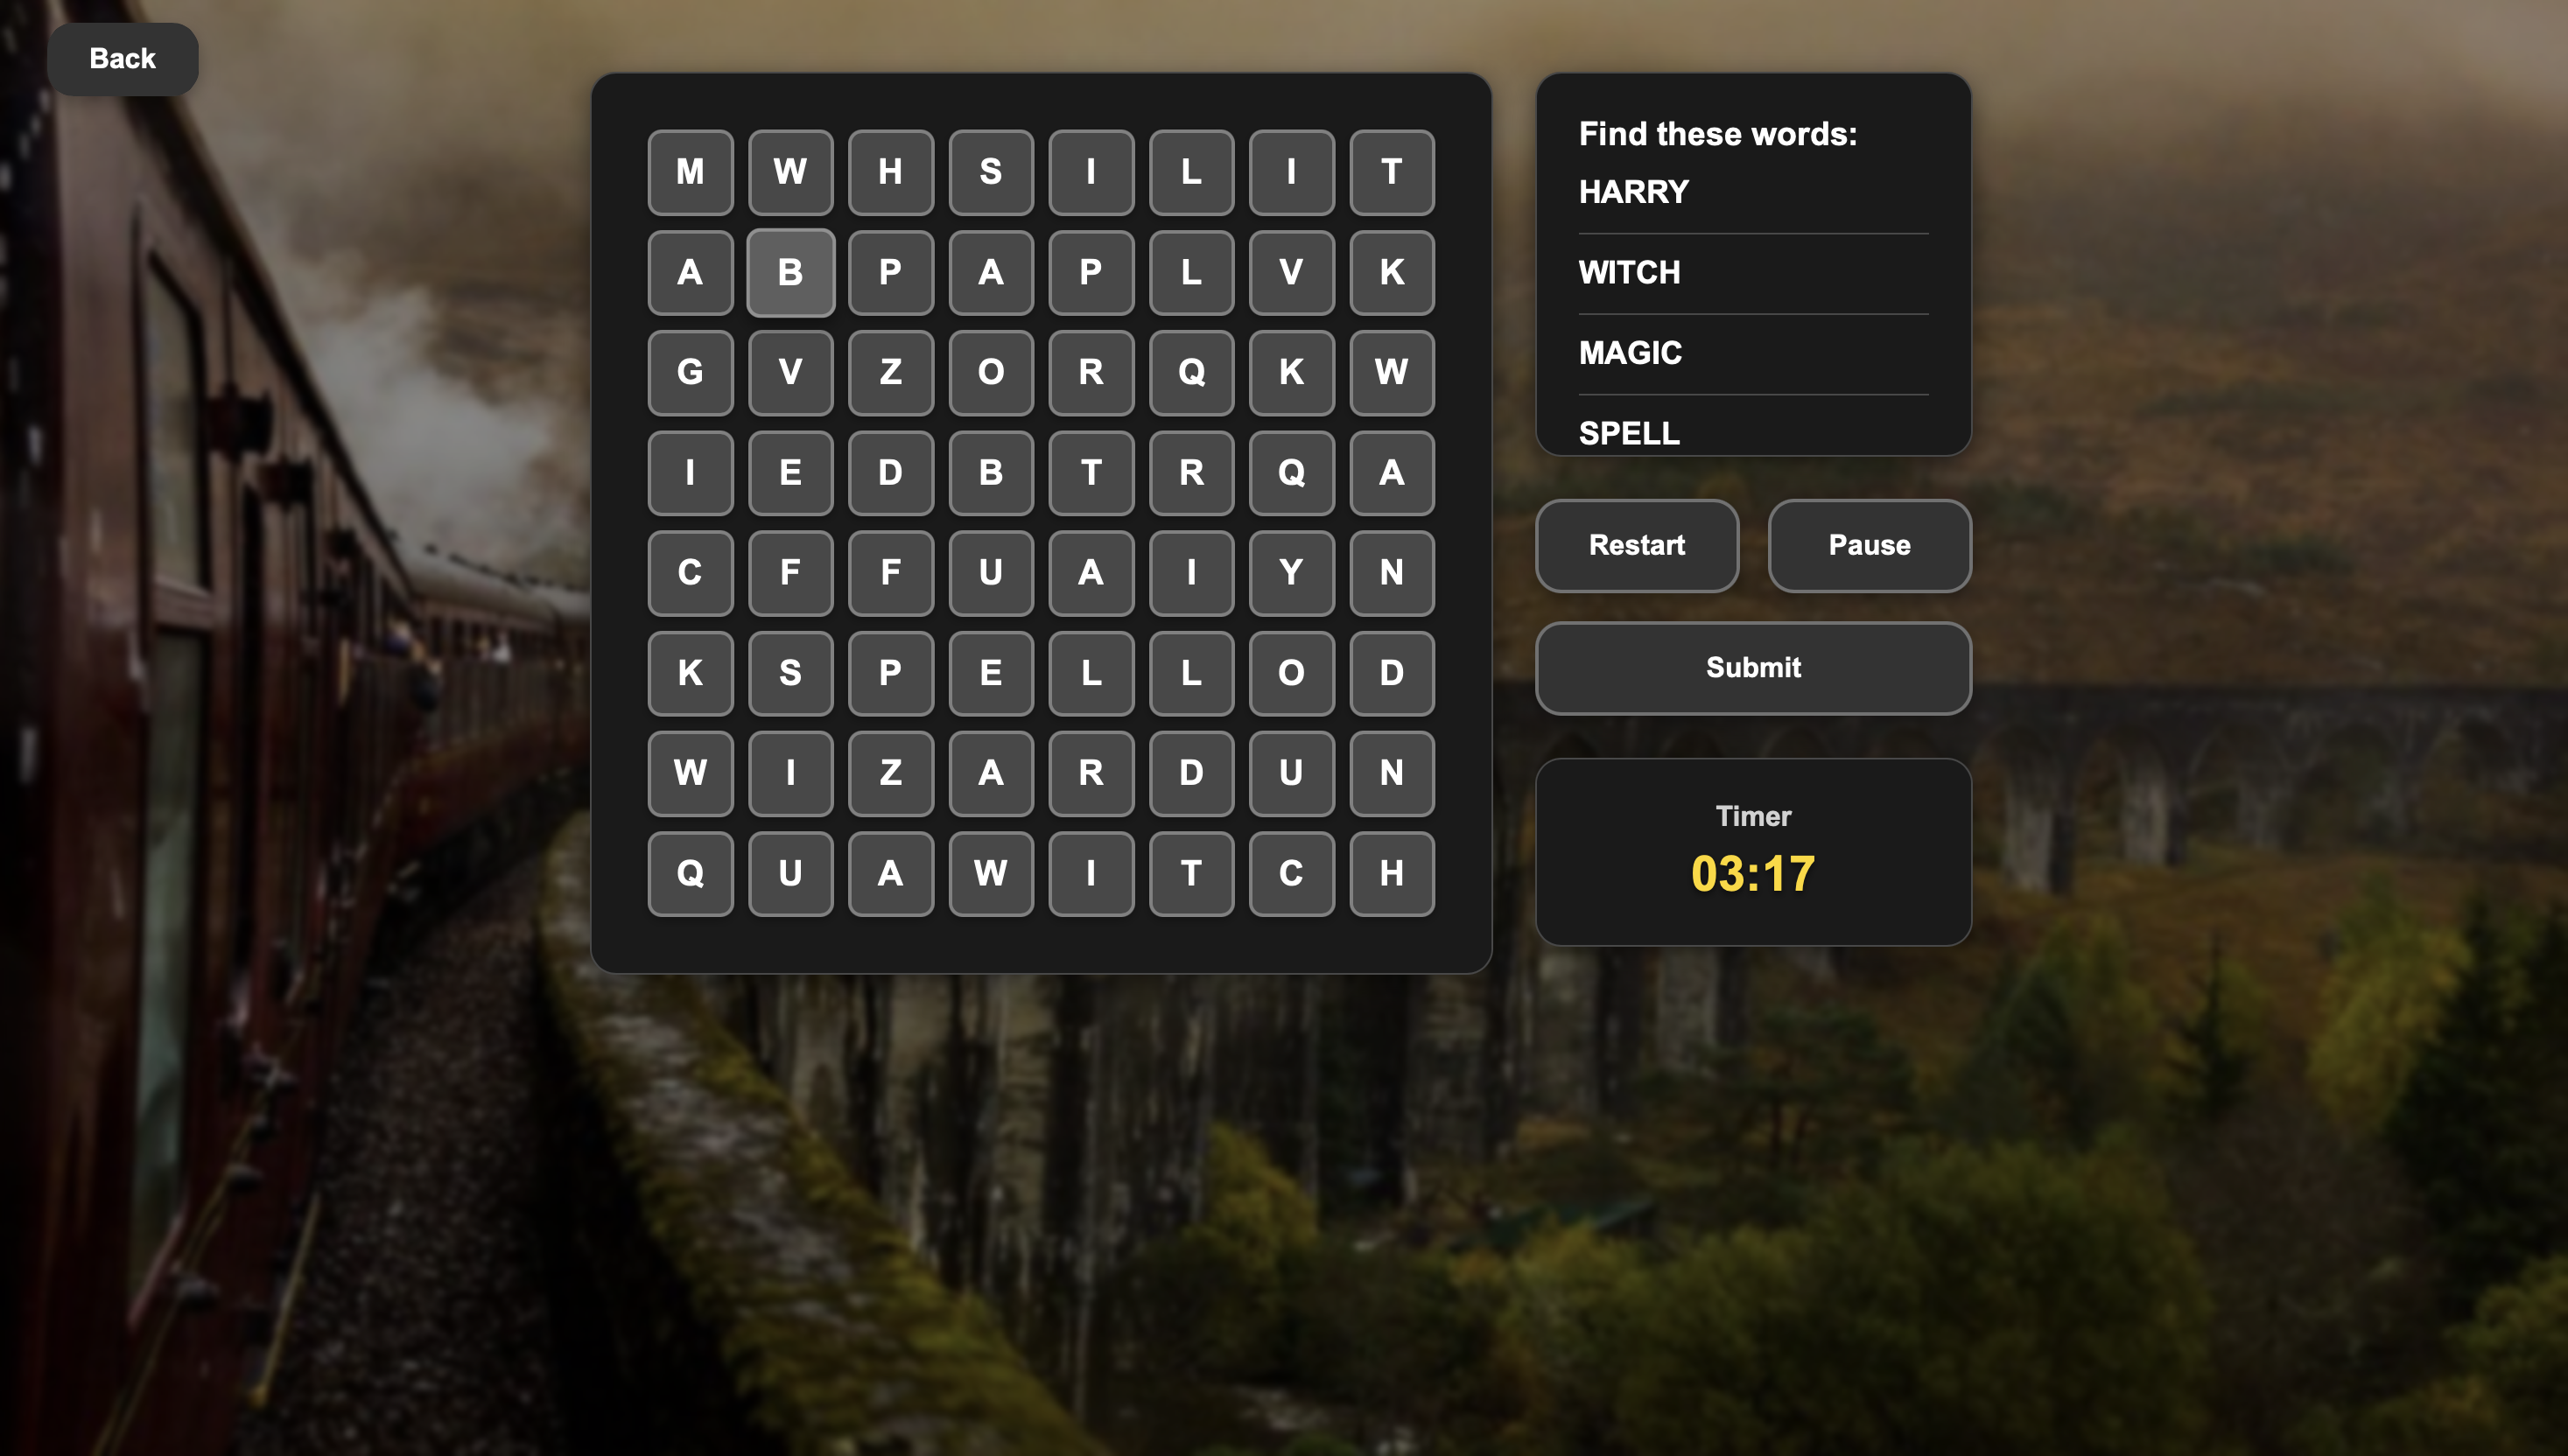 Back
M W H S I L I T
A B P A P L V K
G V Z O R Q K W
I E D B T R Q A
C F F U A I Y N
K S P E L L O D
W I Z A R D U N
Q U A W I T C H
Find these words:
HARRY
WITCH
MAGIC
SPELL
Restart Pause
Submit
Timer
03:17